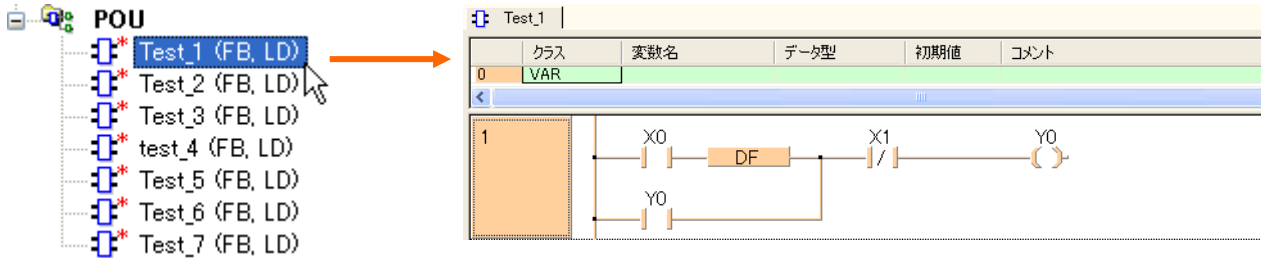 POU
Test_1 (FB, LD)
Test_2 (FB, LD)
Test_3 (FB, LD)
test_4 (FB, LD)
Test_5 (FB, LD)
Test_6 (FB, LD)
Test_7 (FB, LD)
Test_1
クラス 変数名 データ型 初期値 コメント
0 VAR
1
X0 X1 Y0
DF
Y0